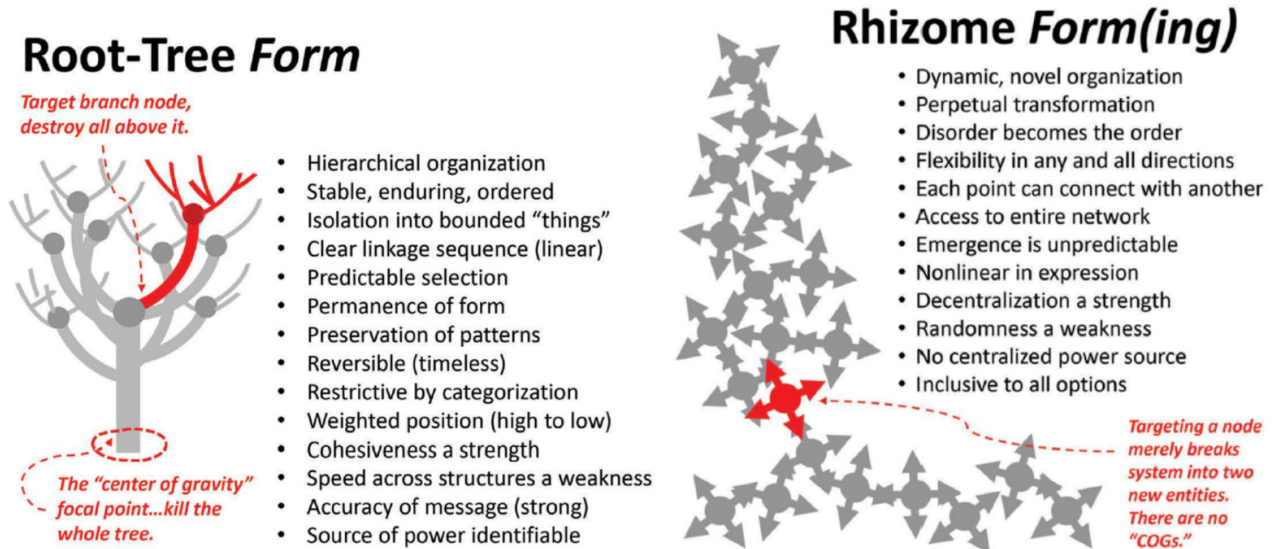 Root-Tree Form
Target branch node,
destroy all above it.
• Hierarchical organization
• Stable, enduring, ordered
• Isolation into bounded “things”
• Clear linkage sequence (linear)
• Predictable selection
• Permanence of form
• Preservation of patterns
• Reversible (timeless)
• Restrictive by categorization
• Weighted position (high to low)
• Cohesiveness a strength
• Speed across structures a weakness
• Accuracy of message (strong)
• Source of power identifiable
The “center of gravity”
focal point...kill the
whole tree.
Rhizome Form(ing)
• Dynamic, novel organization
• Perpetual transformation
• Disorder becomes the order
• Flexibility in any and all directions
• Each point can connect with another
• Access to entire network
• Emergence is unpredictable
• Nonlinear in expression
• Decentralization a strength
• Randomness a weakness
• No centralized power source
• Inclusive to all options
Targeting a node
merely breaks
system into two
new entities.
There are no
“COGs.”